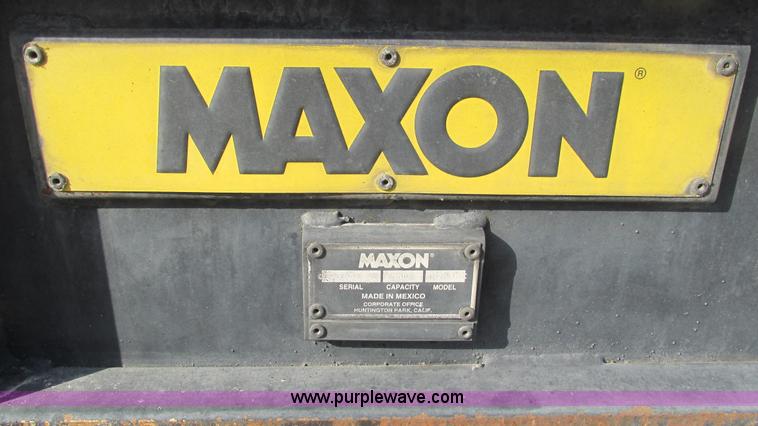 MAXON®
MAXON®
SERIAL CAPACITY MODEL
MADE IN MEXICO
CORPORATE OFFICE
HUNTINGTON PARK, CALIF.
www.purplewave.com